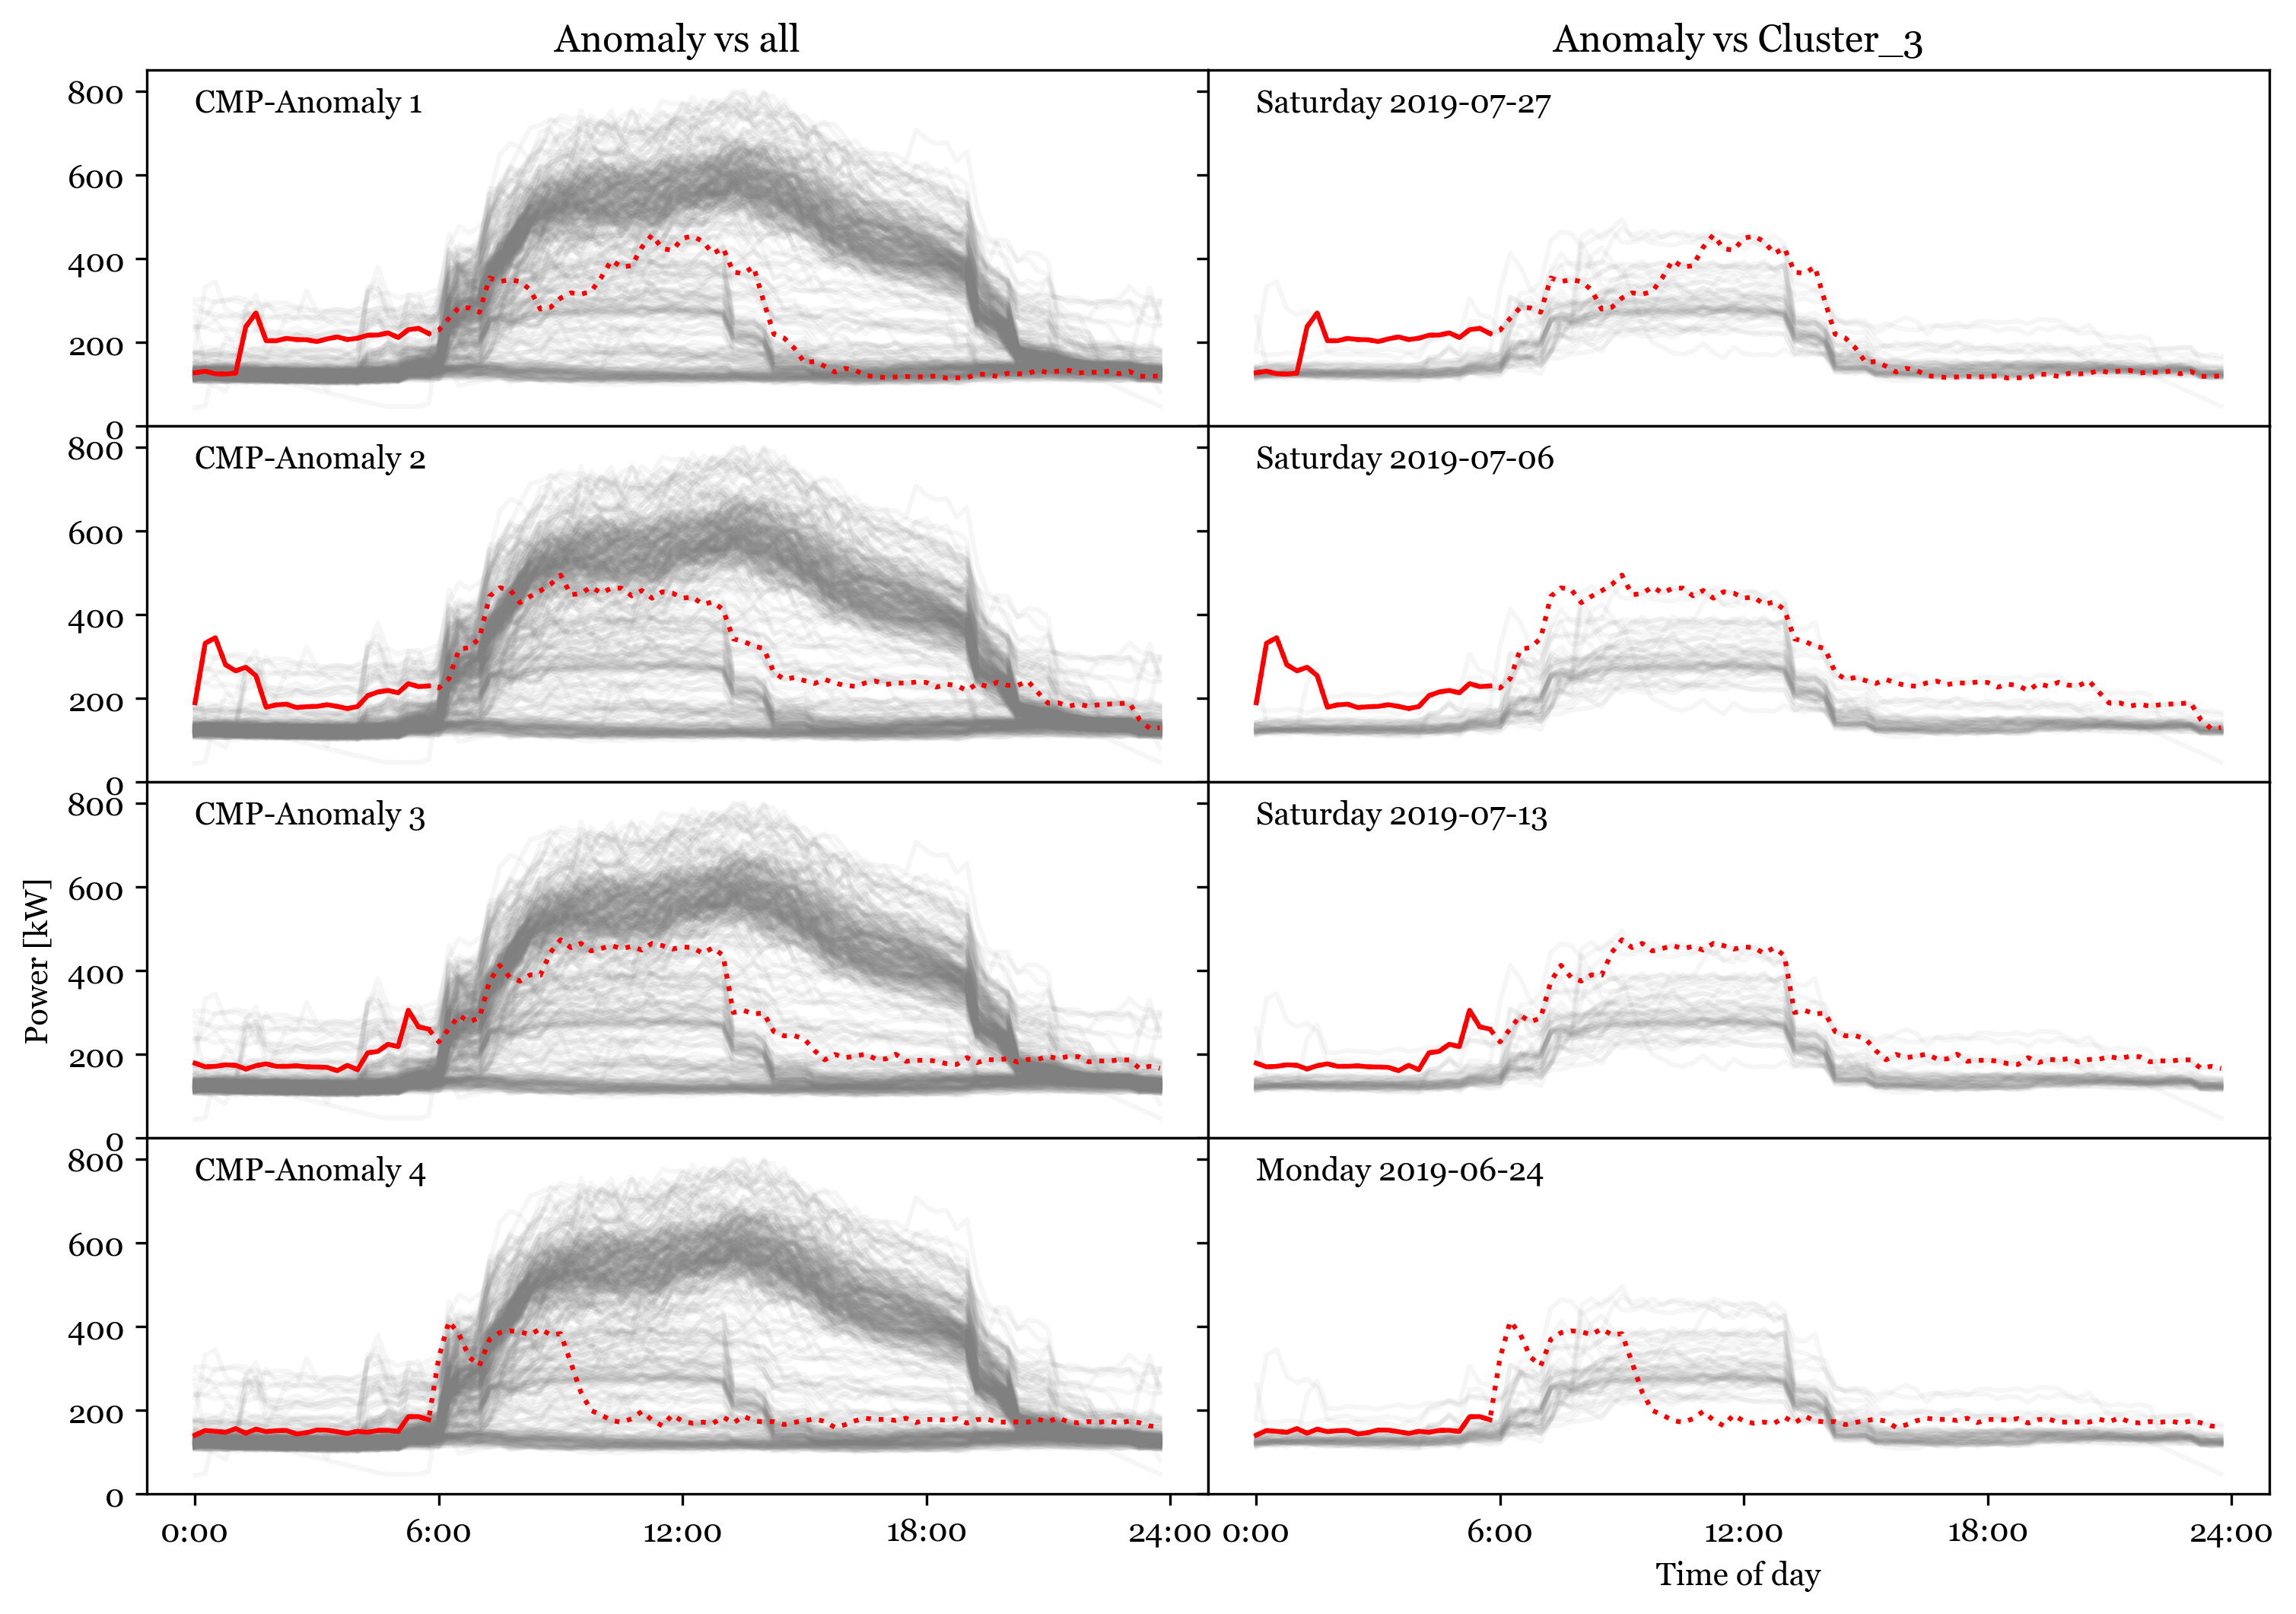 Anomaly vs all
Anomaly vs Cluster_3
800
600
400
200
0
CMP-Anomaly 1
Saturday 2019-07-27
800
600
400
200
0
CMP-Anomaly 2
Saturday 2019-07-06
800
600
400
200
0
CMP-Anomaly 3
Saturday 2019-07-13
800
600
400
200
0
CMP-Anomaly 4
Monday 2019-06-24
Power [kW]
0:00 6:00 12:00 18:00 24:00
0:00 6:00 12:00 18:00 24:00
Time of day